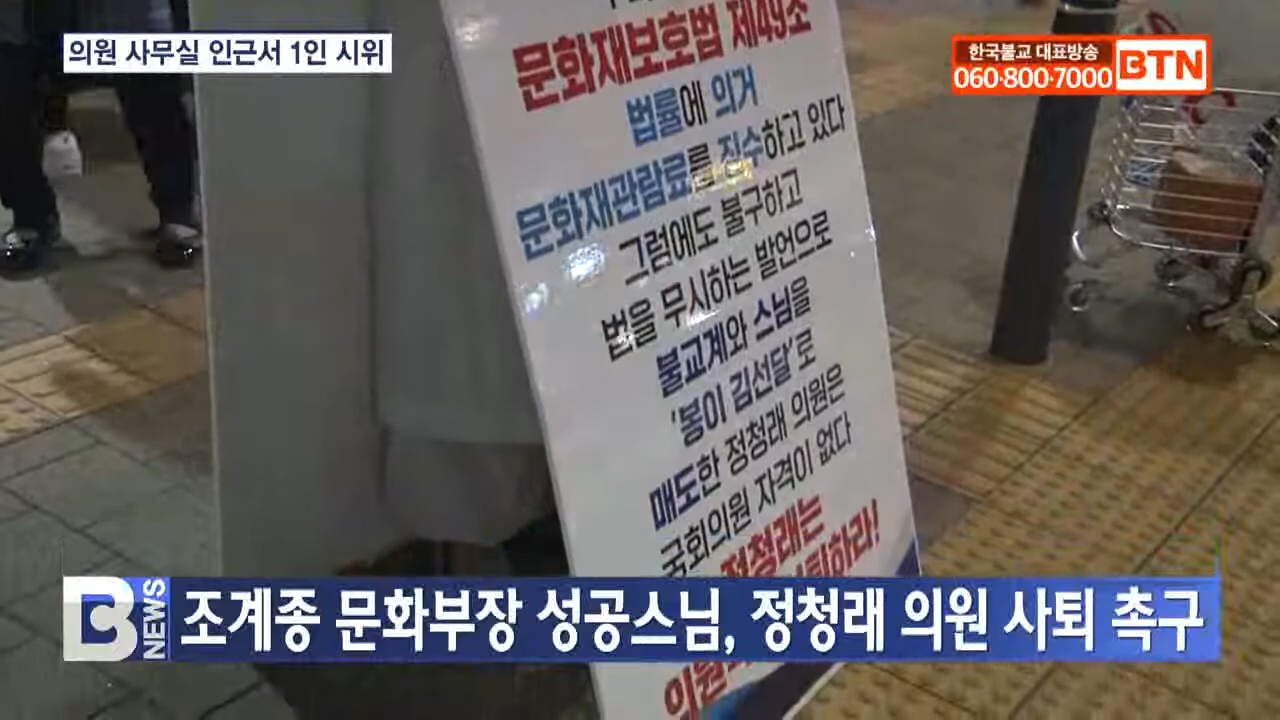 의원 사무실 인근서 1인 시위
한국불교 대표방송
060·800·7000
BTN
문화재보호법 제49조
법률에 의거
문화재관람료를 징수하고 있다
그럼에도 불구하고
법을 무시하는 발언으로
불교계와 스님을
'봉이 김선달'로
매도한 정청래 의원은
국회의원 자격이 없다
정청래는
사퇴하라!
B NEWS
조계종 문화부장 성공스님, 정청래 의원 사퇴 촉구